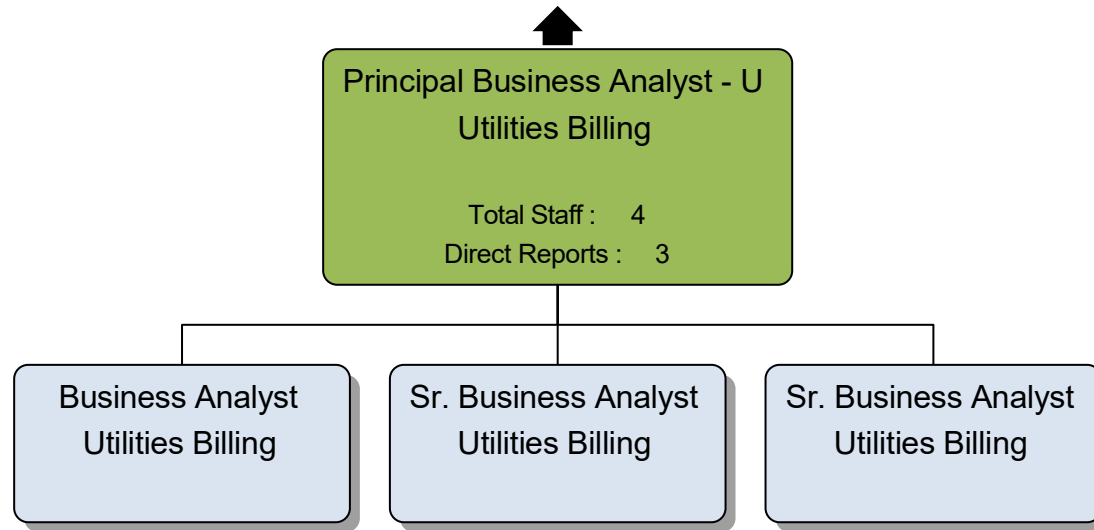 Principal Business Analyst - U
Utilities Billing
Total Staff : 4
Direct Reports : 3
Business Analyst
Utilities Billing
Sr. Business Analyst
Utilities Billing
Sr. Business Analyst
Utilities Billing